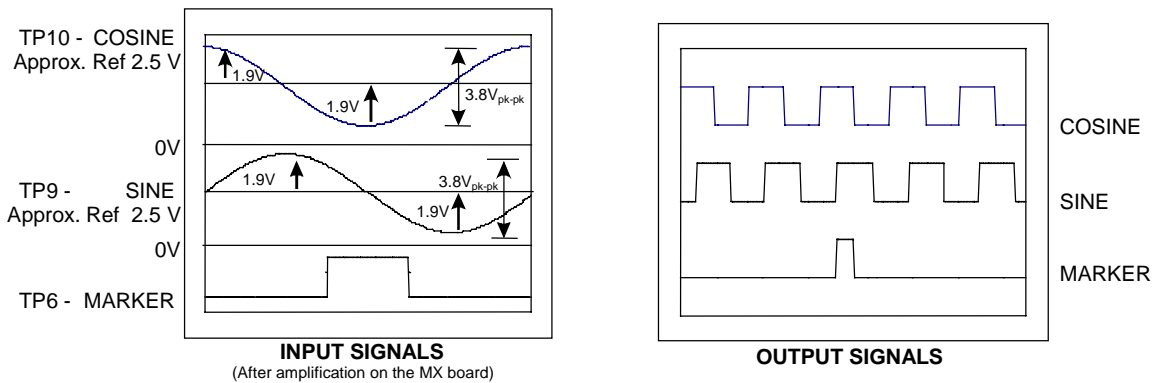 TP10 - COSINE
Approx. Ref 2.5 V
1.9V
1.9V
3.8Vpk-pk
0V
TP9 - SINE
Approx. Ref 2.5 V
1.9V
1.9V
3.8Vpk-pk
0V
TP6 - MARKER
INPUT SIGNALS
(After amplification on the MX board)
COSINE
SINE
MARKER
OUTPUT SIGNALS